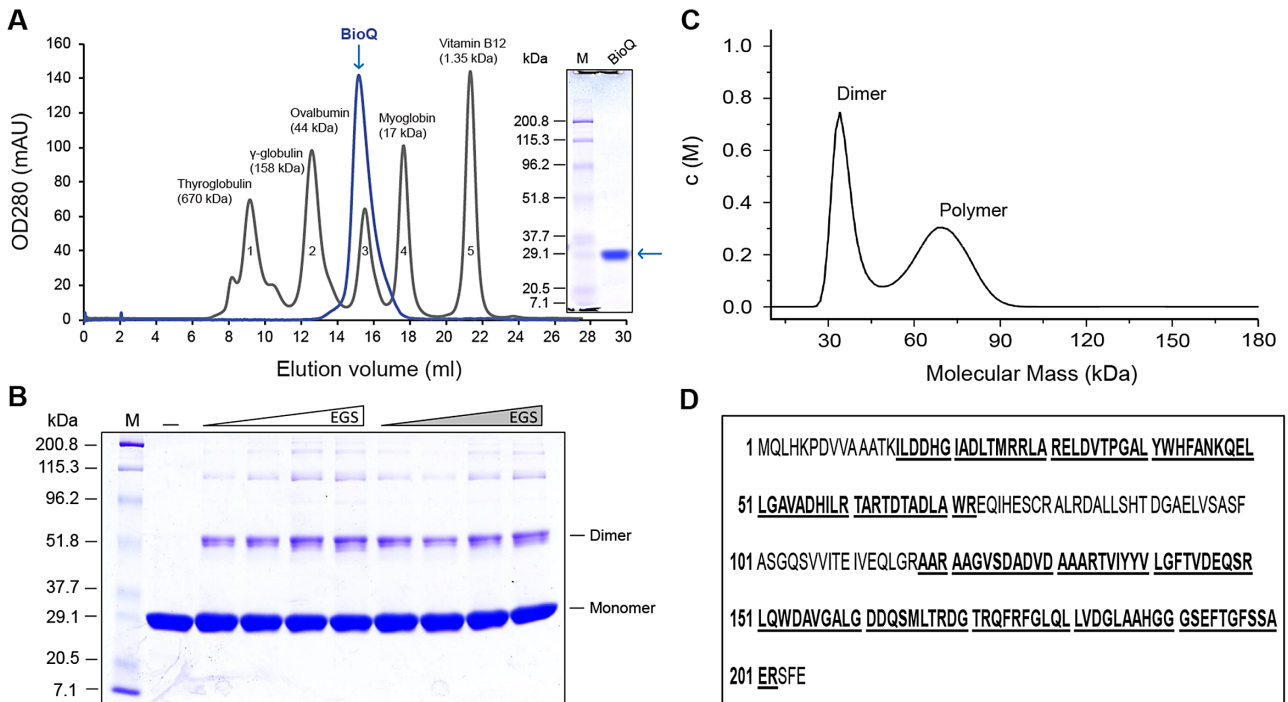 A
BioQ
160
140
120
100
80
60
40
20
0
OD280 (mAU)
Thyroglobulin
(670 kDa)
γ-globulin
(158 kDa)
Ovalbumin
(44 kDa)
Myoglobin
(17 kDa)
Vitamin B12
(1.35 kDa)
1
2
3
4
5
0 2 4 6 8 10 12 14 16 18 20 22 24 26 28 30
Elution volume (ml)
kDa M BioQ
200.8
115.3
96.2
51.8
37.7
29.1
20.5
7.1
B
kDa M – EGS EGS
200.8
115.3
96.2
51.8
37.7
29.1
20.5
7.1
Dimer
Monomer
C
1.0
0.8
0.6
0.4
0.2
0.0
c (M)
Dimer
Polymer
30 60 90 120 150 180
Molecular Mass (kDa)
D
1 MQLHKPDVVAAATKILDDHG IADLTMRRLA RELDVTPGAL YWHFANKQEL
51 LGAVADHILR TARTDTADLA WREQIHESCR ALRDALLSHT DGAELVSASF
101 ASGQSVVITE IVEQLGRAAR AAGVSDADVD AAARTVIYYV LGFTVDEQSR
151 LQWDAVGALG DDQSMLTRDG TRQFRFGLQL LVDGLAAHGG GSEFTGFSSA
201 ERSFE